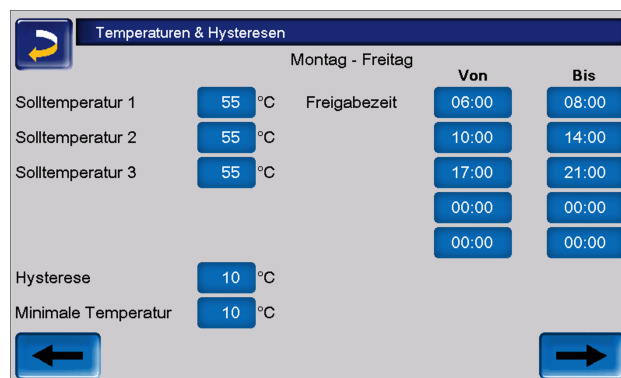 Temperaturen & Hysteresen
Montag - Freitag
Von Bis
Solltemperatur 1 55 °C Freigabezeit 06:00 08:00
Solltemperatur 2 55 °C 10:00 14:00
Solltemperatur 3 55 °C 17:00 21:00
00:00 00:00
00:00 00:00
Hysterese 10 °C
Minimale Temperatur 10 °C